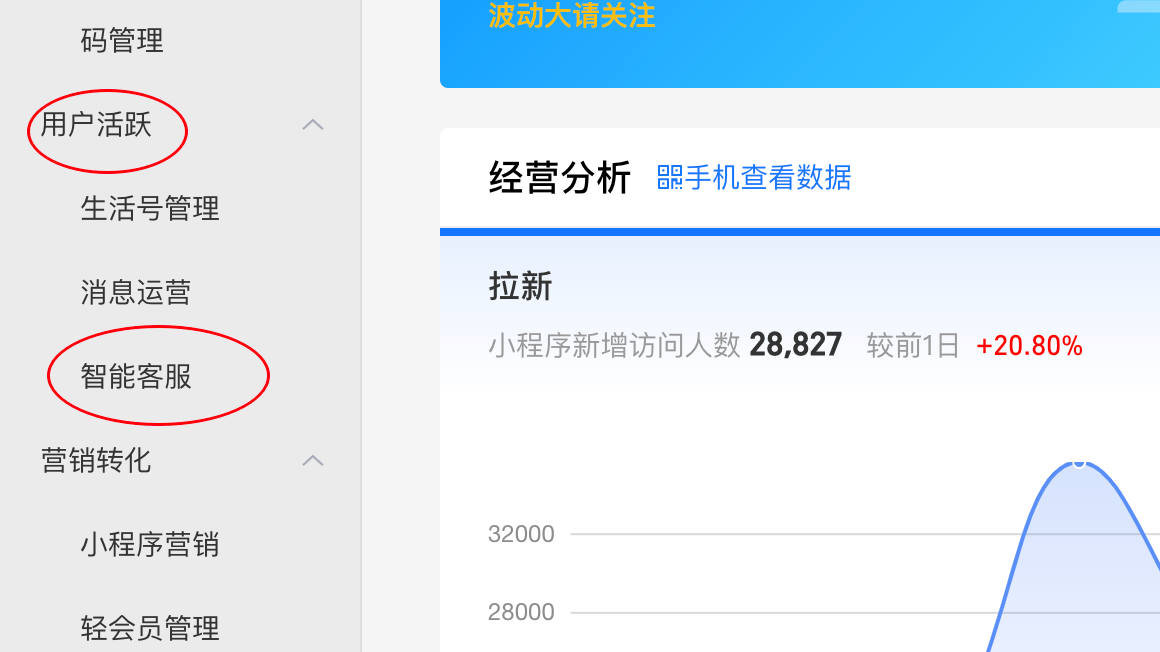 码管理
用户活跃
生活号管理
消息运营
智能客服
营销转化
小程序营销
轻会员管理
波动大请关注
经营分析 手机查看数据
拉新
小程序新增访问人数 28,827 较前1日 +20.80%
32000
28000